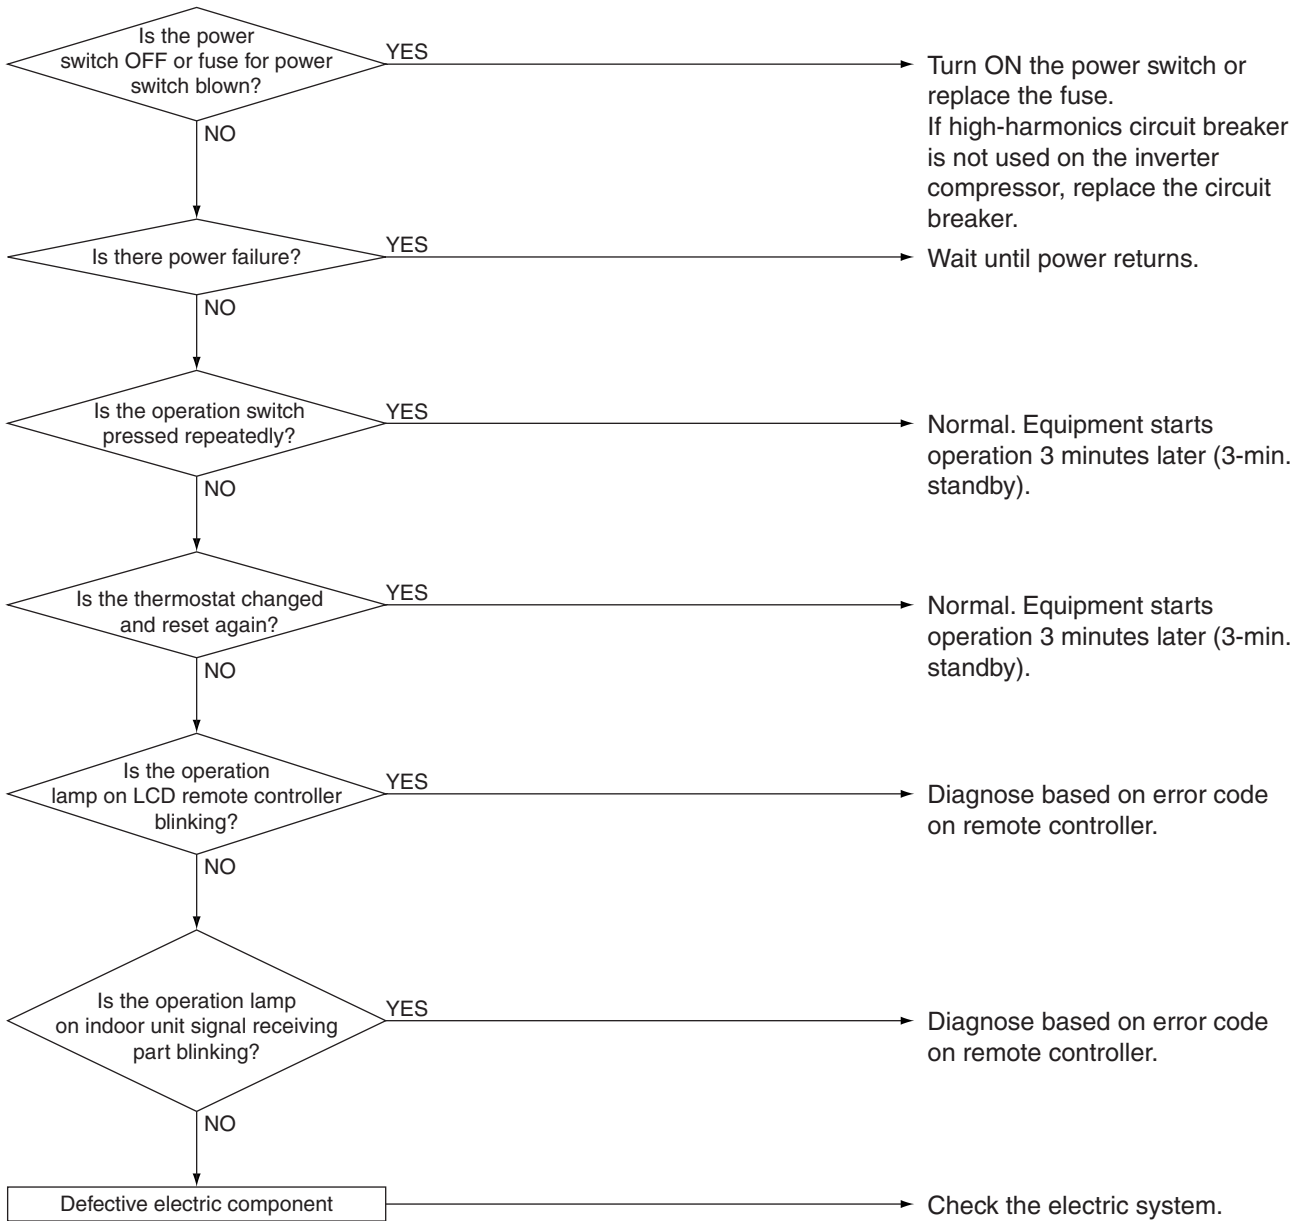 Is the power
switch OFF or fuse for power
switch blown?
YES
Turn ON the power switch or
replace the fuse.
If high-harmonics circuit breaker
is not used on the inverter
compressor, replace the circuit
breaker.
NO
Is there power failure?
YES
Wait until power returns.
NO
Is the operation switch
pressed repeatedly?
YES
Normal. Equipment starts
operation 3 minutes later (3-min.
standby).
NO
Is the thermostat changed
and reset again?
YES
Normal. Equipment starts
operation 3 minutes later (3-min.
standby).
NO
Is the operation
lamp on LCD remote controller
blinking?
YES
Diagnose based on error code
on remote controller.
NO
Is the operation lamp
on indoor unit signal receiving
part blinking?
YES
Diagnose based on error code
on remote controller.
NO
Defective electric component
Check the electric system.